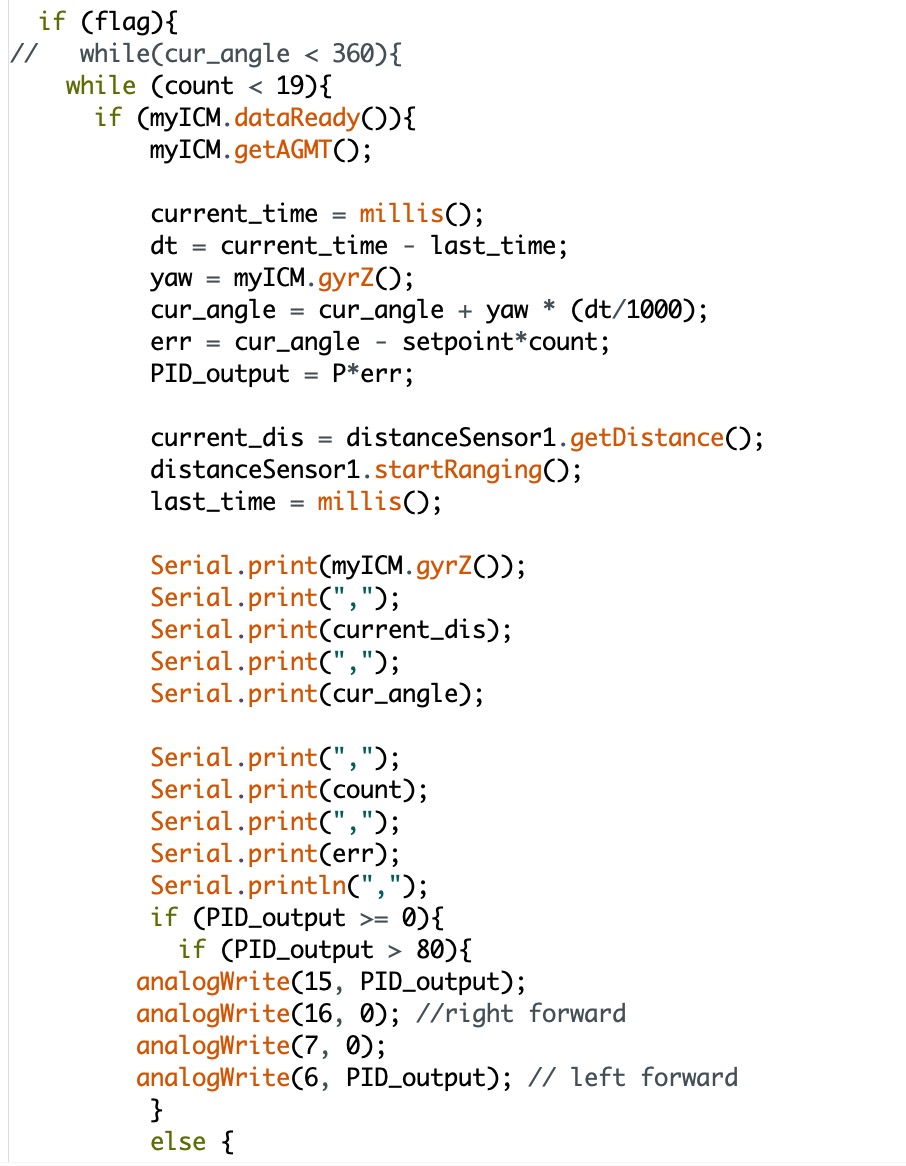 if (flag){
//   while(cur_angle < 360){
while (count < 19){
if (myICM.dataReady()){
myICM.getAGMT();
current_time = millis();
dt = current_time - last_time;
yaw = myICM.gyrZ();
cur_angle = cur_angle + yaw * (dt/1000);
err = cur_angle - setpoint*count;
PID_output = P*err;
current_dis = distanceSensor1.getDistance();
distanceSensor1.startRanging();
last_time = millis();
Serial.print(myICM.gyrZ());
Serial.print(",");
Serial.print(current_dis);
Serial.print(",");
Serial.print(cur_angle);
Serial.print(",");
Serial.print(count);
Serial.print(",");
Serial.print(err);
Serial.println(",");
if (PID_output >= 0){
if (PID_output > 80){
analogWrite(15, PID_output);
analogWrite(16, 0); //right forward
analogWrite(7, 0);
analogWrite(6, PID_output); // left forward
}
else {